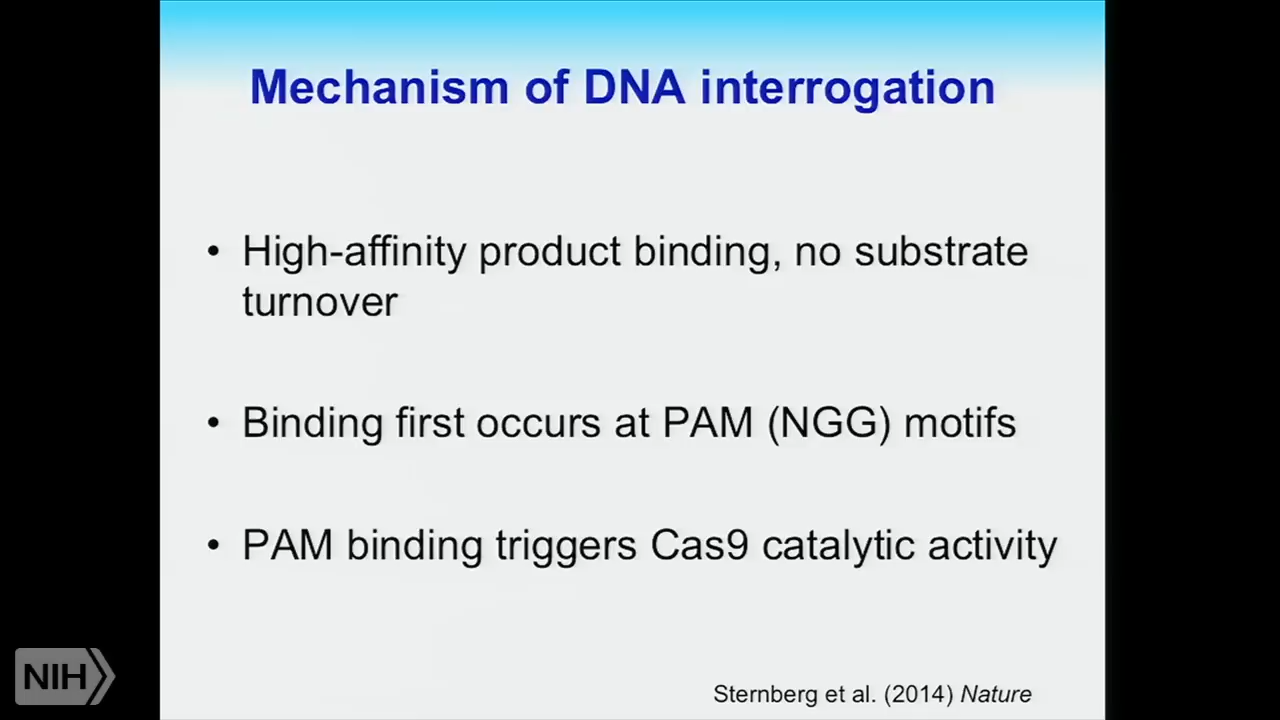 Mechanism of DNA interrogation
• High-affinity product binding, no substrate
turnover
• Binding first occurs at PAM (NGG) motifs
• PAM binding triggers Cas9 catalytic activity
NIH
Sternberg et al. (2014) Nature